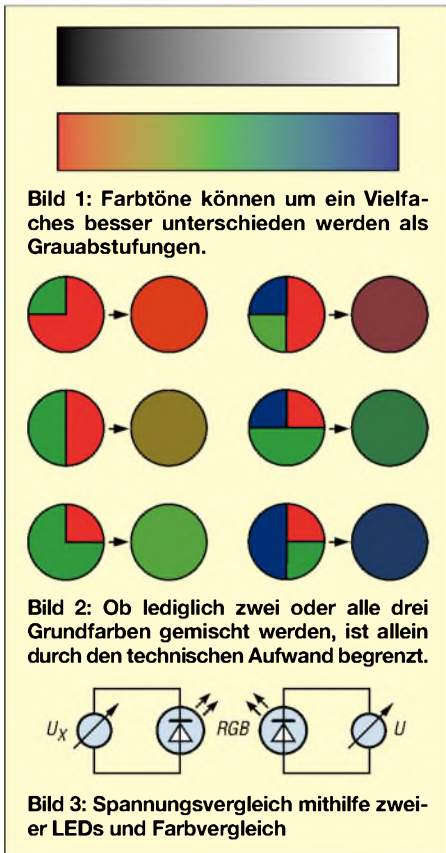 Bild 1: Farbtöne können um ein Vielfa-
ches besser unterschieden werden als
Grauabstufungen.
Bild 2: Ob lediglich zwei oder alle drei
Grundfarben gemischt werden, ist allein
durch den technischen Aufwand begrenzt.
UX RGB U
Bild 3: Spannungsvergleich mithilfe zwei-
er LEDs und Farbvergleich